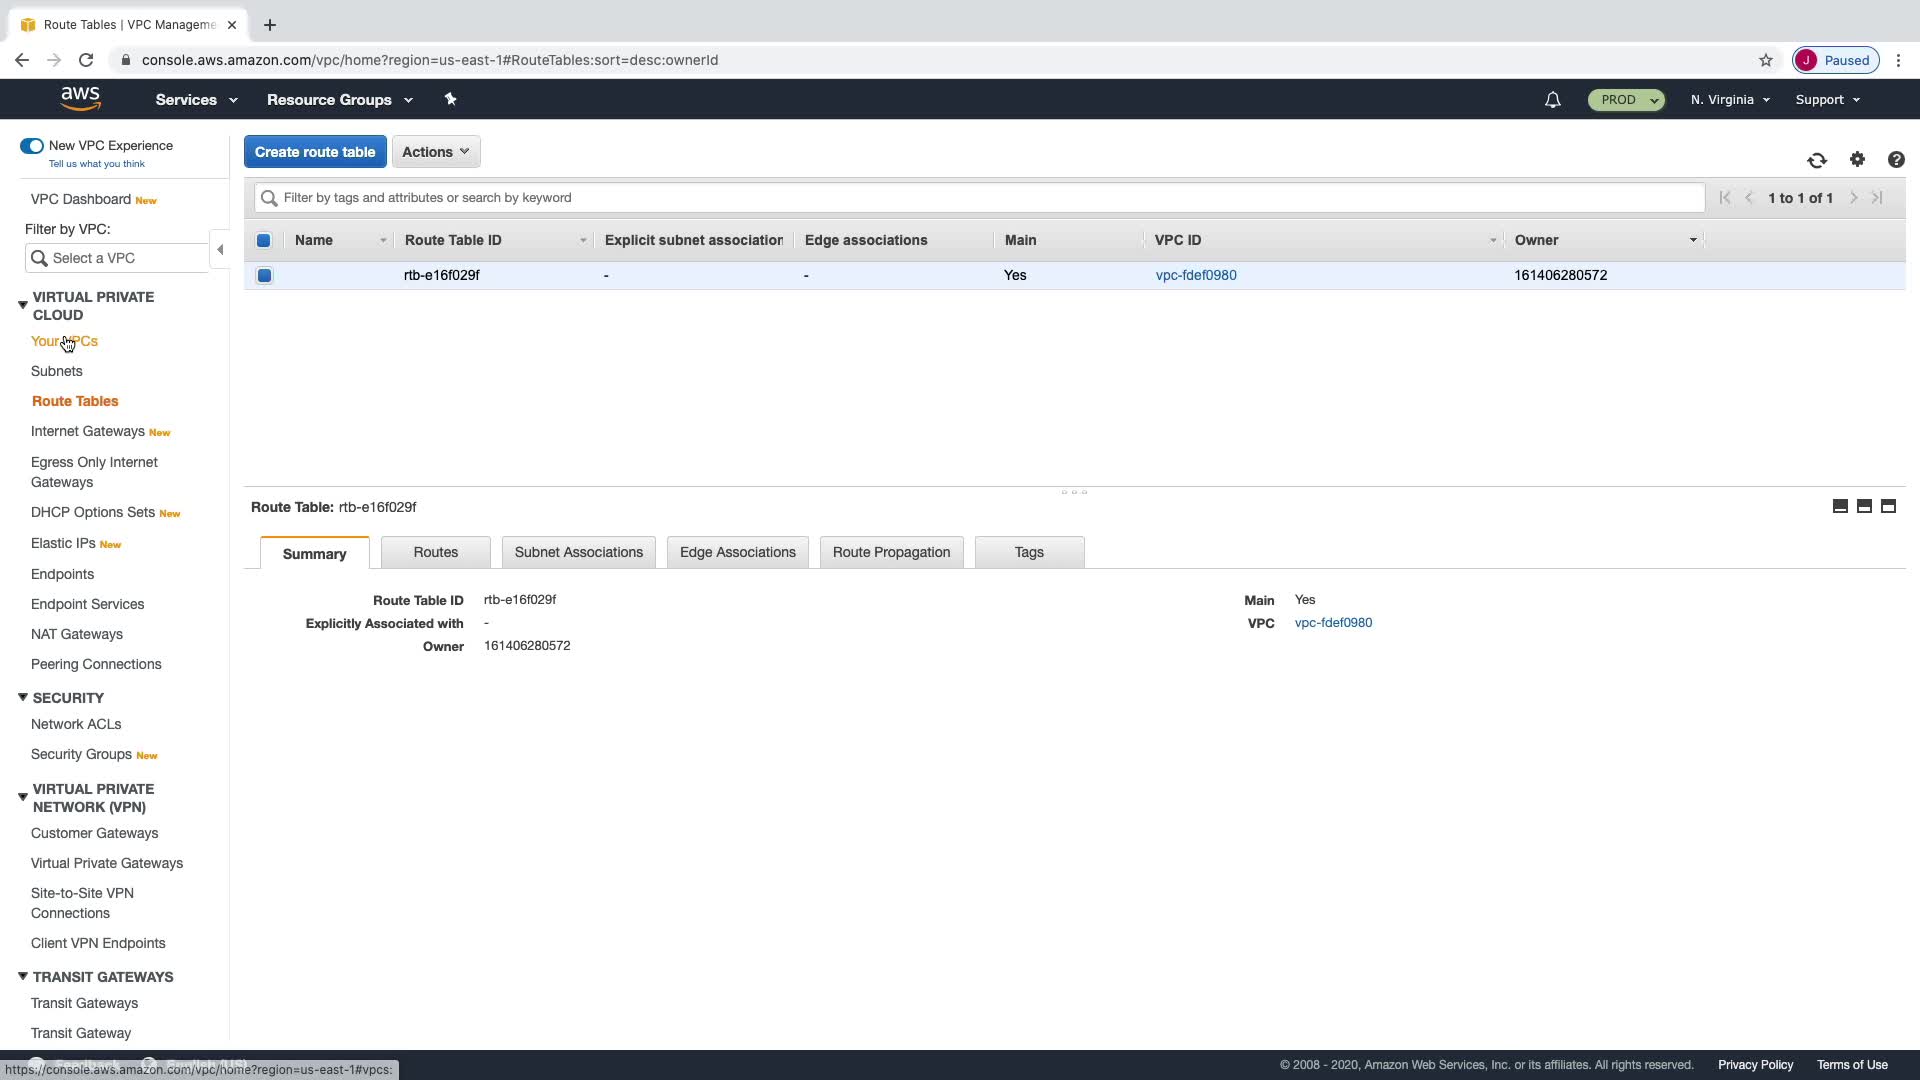 Route Tables | VPC Manageme
console.aws.amazon.com/vpc/home?region=us-east-1#RouteTables:sort=desc:ownerId
J Paused
aws Services Resource Groups PROD N. Virginia Support
New VPC Experience
Tell us what you think
VPC Dashboard New
Filter by VPC:
Select a VPC
VIRTUAL PRIVATE
CLOUD
Your VPCs
Subnets
Route Tables
Internet Gateways New
Egress Only Internet
Gateways
DHCP Options Sets New
Elastic IPs New
Endpoints
Endpoint Services
NAT Gateways
Peering Connections
SECURITY
Network ACLs
Security Groups New
VIRTUAL PRIVATE
NETWORK (VPN)
Customer Gateways
Virtual Private Gateways
Site-to-Site VPN
Connections
Client VPN Endpoints
TRANSIT GATEWAYS
Transit Gateways
Transit Gateway
Create route table Actions
Filter by tags and attributes or search by keyword
1 to 1 of 1
Name Route Table ID Explicit subnet association Edge associations Main VPC ID Owner
rtb-e16f029f - - Yes vpc-fdef0980 161406280572
Route Table: rtb-e16f029f
Summary Routes Subnet Associations Edge Associations Route Propagation Tags
Route Table ID rtb-e16f029f Main Yes
Explicitly Associated with - VPC vpc-fdef0980
Owner 161406280572
https://console.aws.amazon.com/vpc/home?region=us-east-1#vpcs:
© 2008 - 2020, Amazon Web Services, Inc. or its affiliates. All rights reserved. Privacy Policy Terms of Use